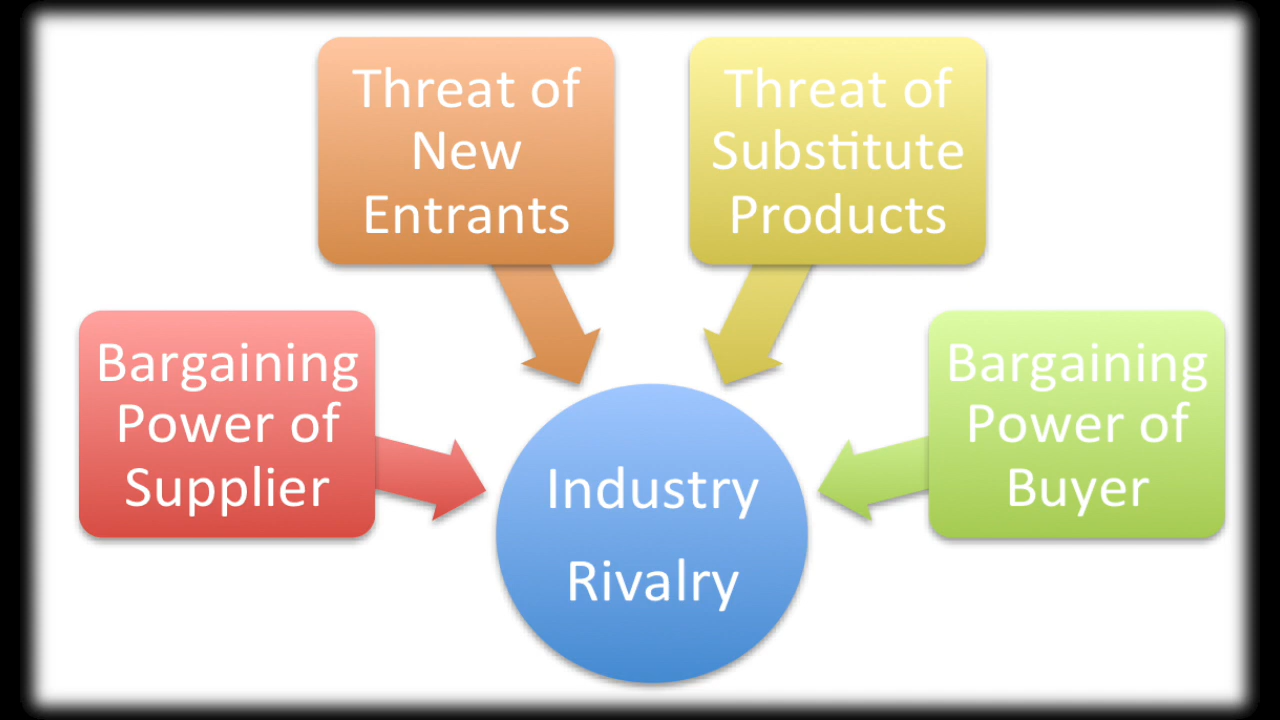 Threat of
New
Entrants
Threat of
Substitute
Products
Bargaining
Power of
Supplier
Bargaining
Power of
Buyer
Industry
Rivalry